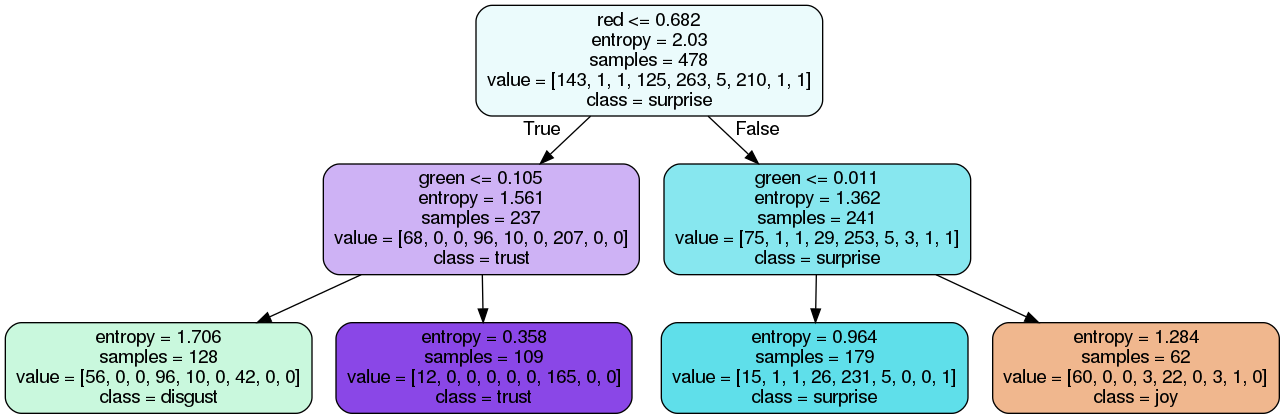 red <= 0.682
entropy = 2.03
samples = 478
value = [143, 1, 1, 125, 263, 5, 210, 1, 1]
class = surprise
True
False
green <= 0.105
entropy = 1.561
samples = 237
value = [68, 0, 0, 96, 10, 0, 207, 0, 0]
class = trust
green <= 0.011
entropy = 1.362
samples = 241
value = [75, 1, 1, 29, 253, 5, 3, 1, 1]
class = surprise
entropy = 1.706
samples = 128
value = [56, 0, 0, 96, 10, 0, 42, 0, 0]
class = disgust
entropy = 0.358
samples = 109
value = [12, 0, 0, 0, 0, 0, 165, 0, 0]
class = trust
entropy = 0.964
samples = 179
value = [15, 1, 1, 26, 231, 5, 0, 0, 1]
class = surprise
entropy = 1.284
samples = 62
value = [60, 0, 0, 3, 22, 0, 3, 1, 0]
class = joy